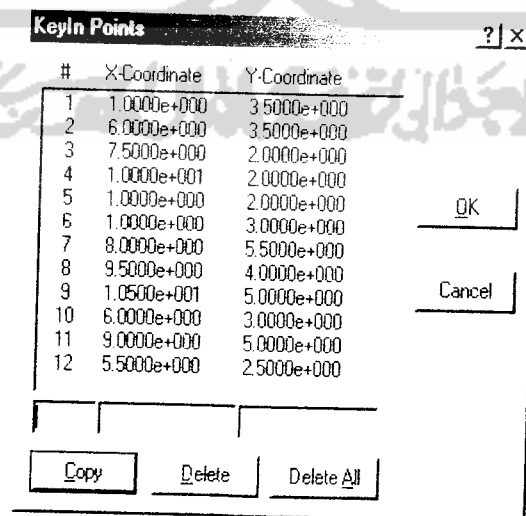 KeyIn Points
? ×
# X-Coordinate Y-Coordinate
1 1.0000e+000 3.5000e+000
2 6.0000e+000 3.5000e+000
3 7.5000e+000 2.0000e+000
4 1.0000e+001 2.0000e+000
5 1.0000e+000 2.0000e+000
6 1.0000e+000 3.0000e+000
7 8.0000e+000 5.5000e+000
8 9.5000e+000 4.0000e+000
9 1.0500e+001 5.0000e+000
10 6.0000e+000 3.0000e+000
11 9.0000e+000 5.0000e+000
12 5.5000e+000 2.5000e+000
OK
Cancel
Copy Delete Delete All